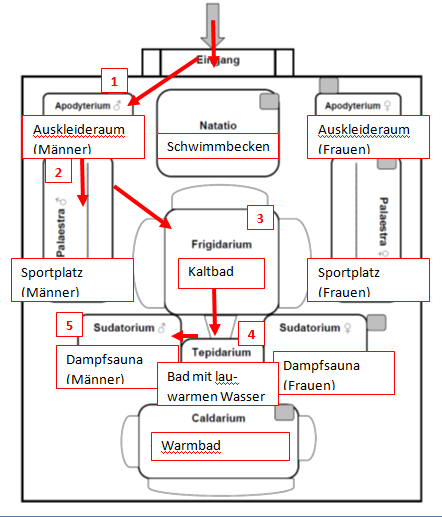 Eingang
1
Apodyterium ♂
Auskleideraum
(Männer)
Natatio
Schwimmbecken
Apodyterium ♀
Auskleideraum
(Frauen)
2
Palaestra ♂
Sportplatz
(Männer)
3
Frigidarium
Kaltbad
Palaestra ♀
Sportplatz
(Frauen)
5
Sudatorium ♂
Dampfsauna
(Männer)
4
Tepidarium
Bad mit lau-
warmen Wasser
Sudatorium ♀
Dampfsauna
(Frauen)
Caldarium
Warmbad